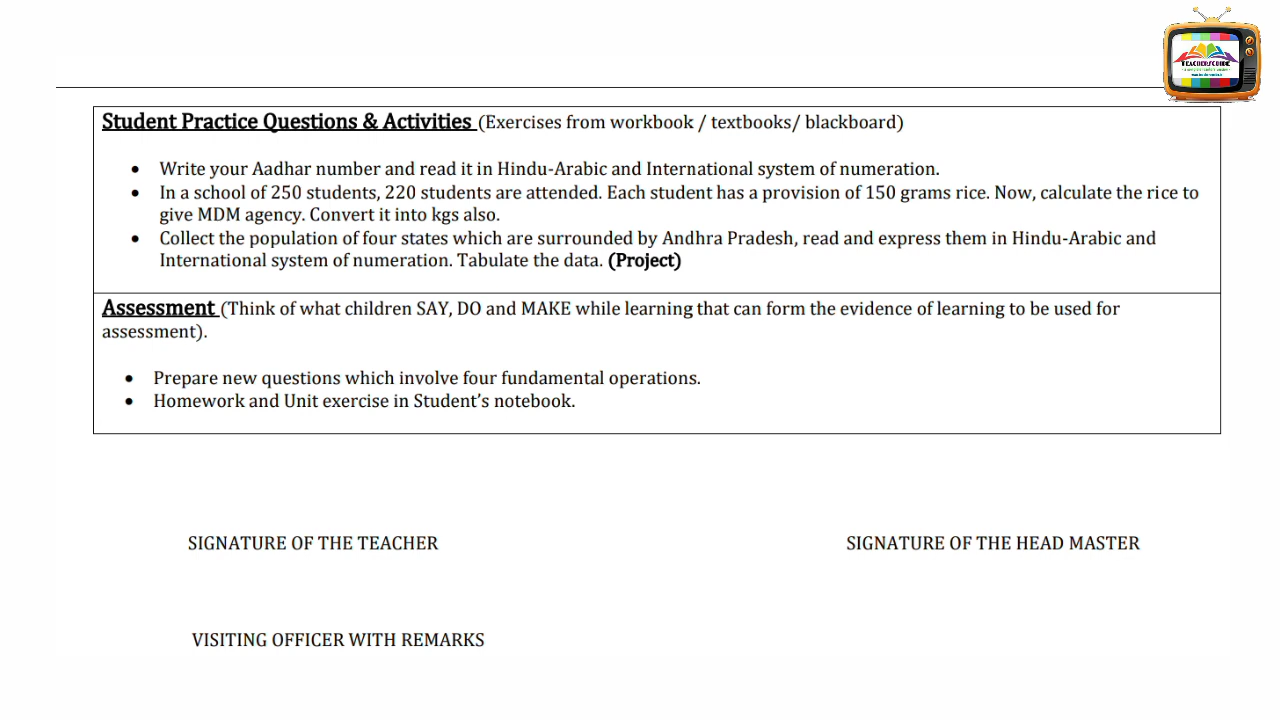 TEACHERS GUIDE
Student Practice Questions & Activities (Exercises from workbook / textbooks/ blackboard)
• Write your Aadhar number and read it in Hindu-Arabic and International system of numeration.
• In a school of 250 students, 220 students are attended. Each student has a provision of 150 grams rice. Now, calculate the rice to
give MDM agency. Convert it into kgs also.
• Collect the population of four states which are surrounded by Andhra Pradesh, read and express them in Hindu-Arabic and
International system of numeration. Tabulate the data. (Project)
Assessment (Think of what children SAY, DO and MAKE while learning that can form the evidence of learning to be used for
assessment).
• Prepare new questions which involve four fundamental operations.
• Homework and Unit exercise in Student’s notebook.
SIGNATURE OF THE TEACHER
SIGNATURE OF THE HEAD MASTER
VISITING OFFICER WITH REMARKS